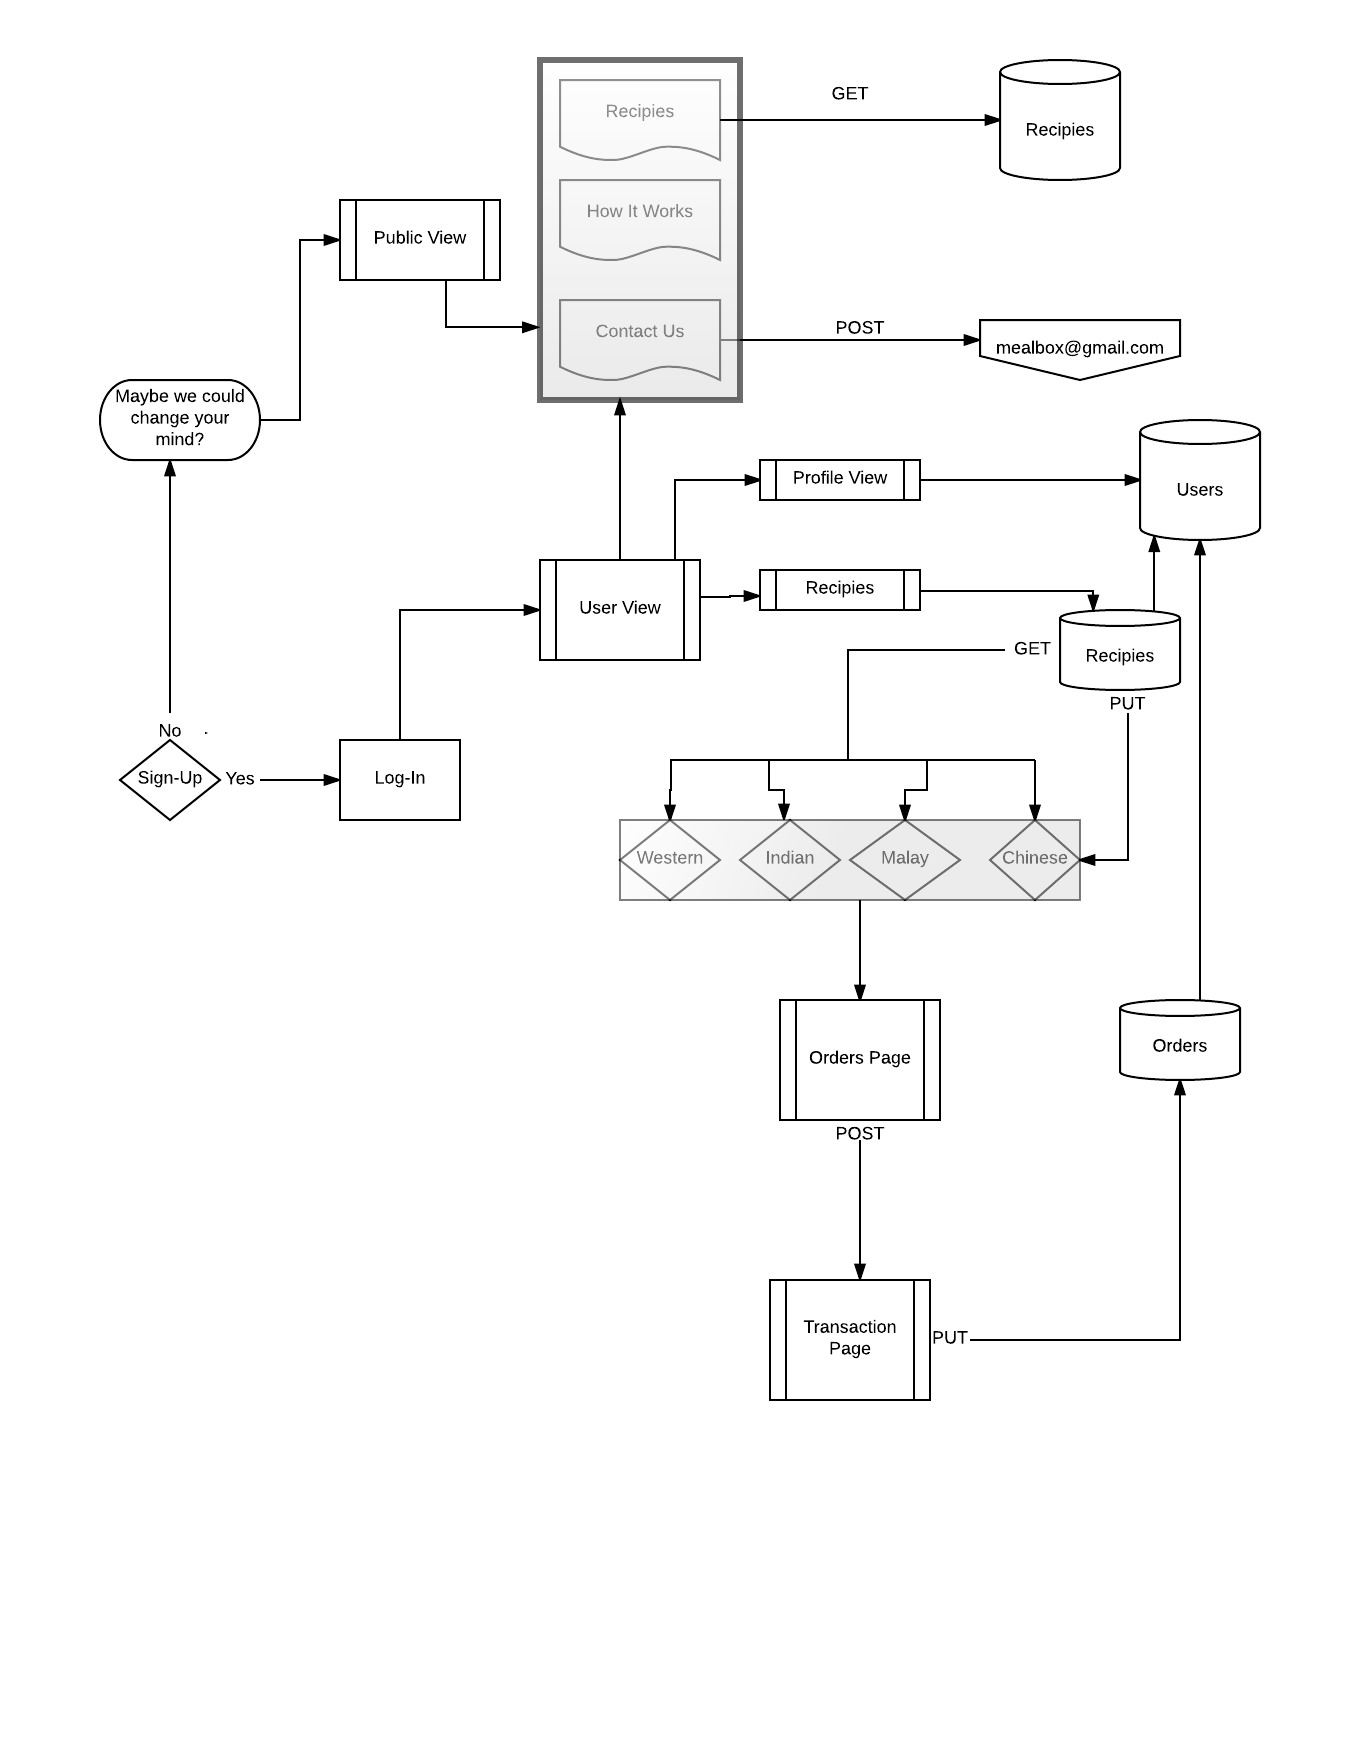 Recipies
GET
Recipies
How It Works
Public View
Contact Us
POST
mealbox@gmail.com
Maybe we could
change your
mind?
Profile View
Users
User View
Recipies
GET
Recipies
PUT
No .
Sign-Up
Yes
Log-In
Western
Indian
Malay
Chinese
Orders Page
Orders
POST
Transaction
Page
PUT